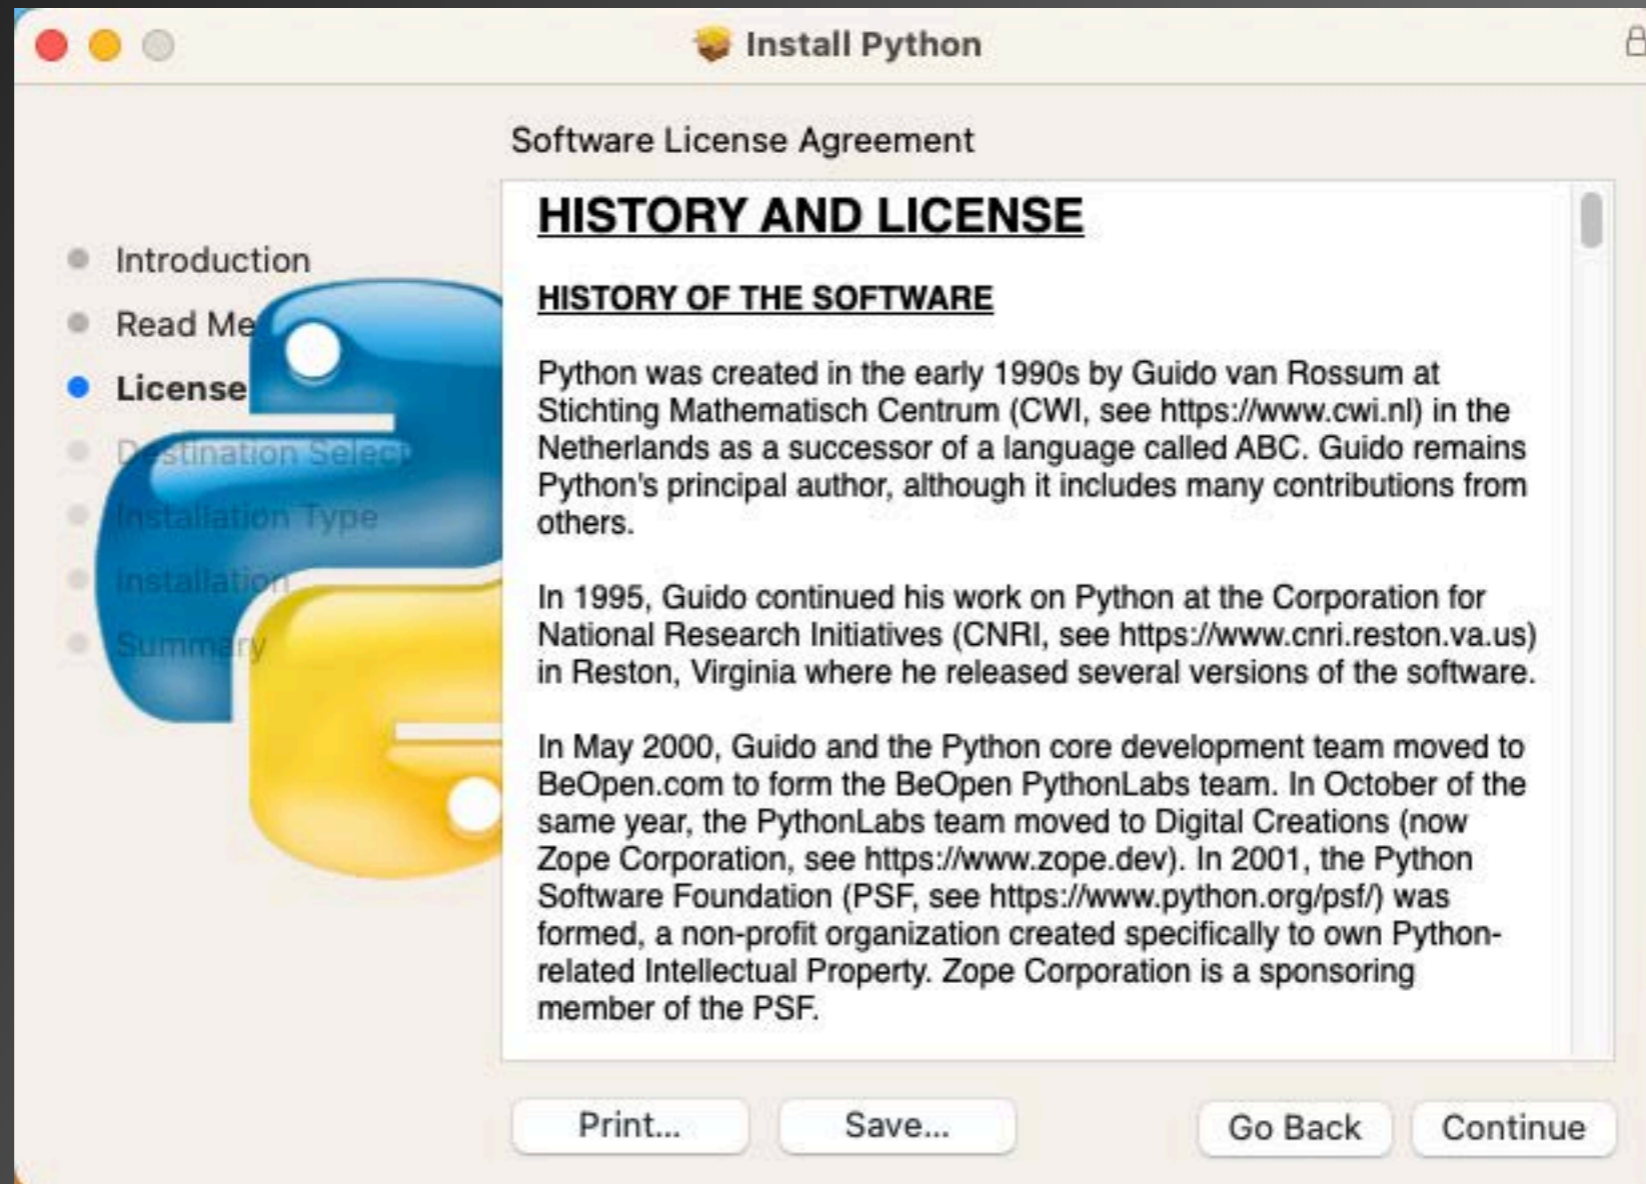 Install Python
Software License Agreement
Introduction
Read Me
License
Destination Select
Installation Type
Installation
Summary
HISTORY AND LICENSE
HISTORY OF THE SOFTWARE
Python was created in the early 1990s by Guido van Rossum at
Stichting Mathematisch Centrum (CWI, see https://www.cwi.nl) in the
Netherlands as a successor of a language called ABC. Guido remains
Python's principal author, although it includes many contributions from
others.
In 1995, Guido continued his work on Python at the Corporation for
National Research Initiatives (CNRI, see https://www.cnri.reston.va.us)
in Reston, Virginia where he released several versions of the software.
In May 2000, Guido and the Python core development team moved to
BeOpen.com to form the BeOpen PythonLabs team. In October of the
same year, the PythonLabs team moved to Digital Creations (now
Zope Corporation, see https://www.zope.dev). In 2001, the Python
Software Foundation (PSF, see https://www.python.org/psf/) was
formed, a non-profit organization created specifically to own Python-
related Intellectual Property. Zope Corporation is a sponsoring
member of the PSF.
Print...
Save...
Go Back
Continue